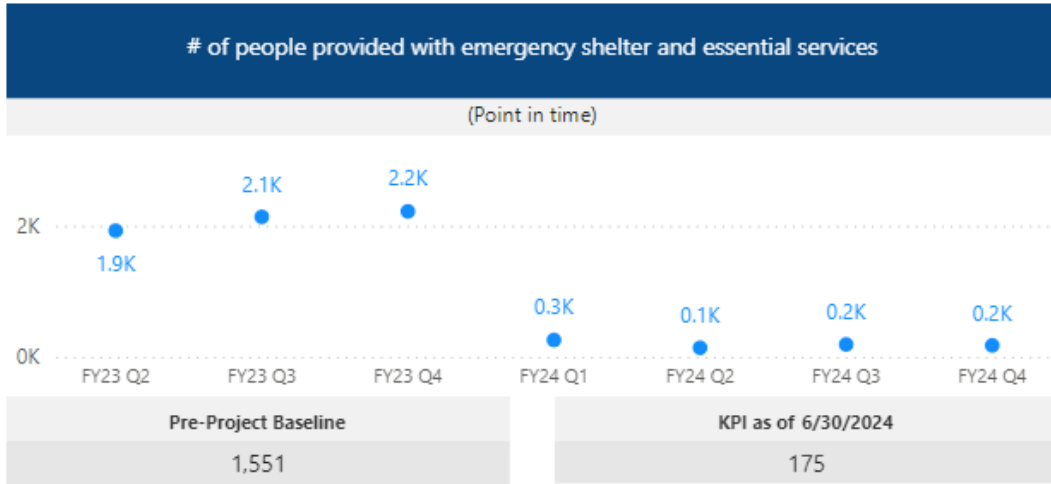 # of people provided with emergency shelter and essential services
(Point in time)
2.1K
2.2K
2K
1.9K
0.3K
0.1K
0.2K
0.2K
0K
FY23 Q2
FY23 Q3
FY23 Q4
FY24 Q1
FY24 Q2
FY24 Q3
FY24 Q4
Pre-Project Baseline
1,551
KPI as of 6/30/2024
175